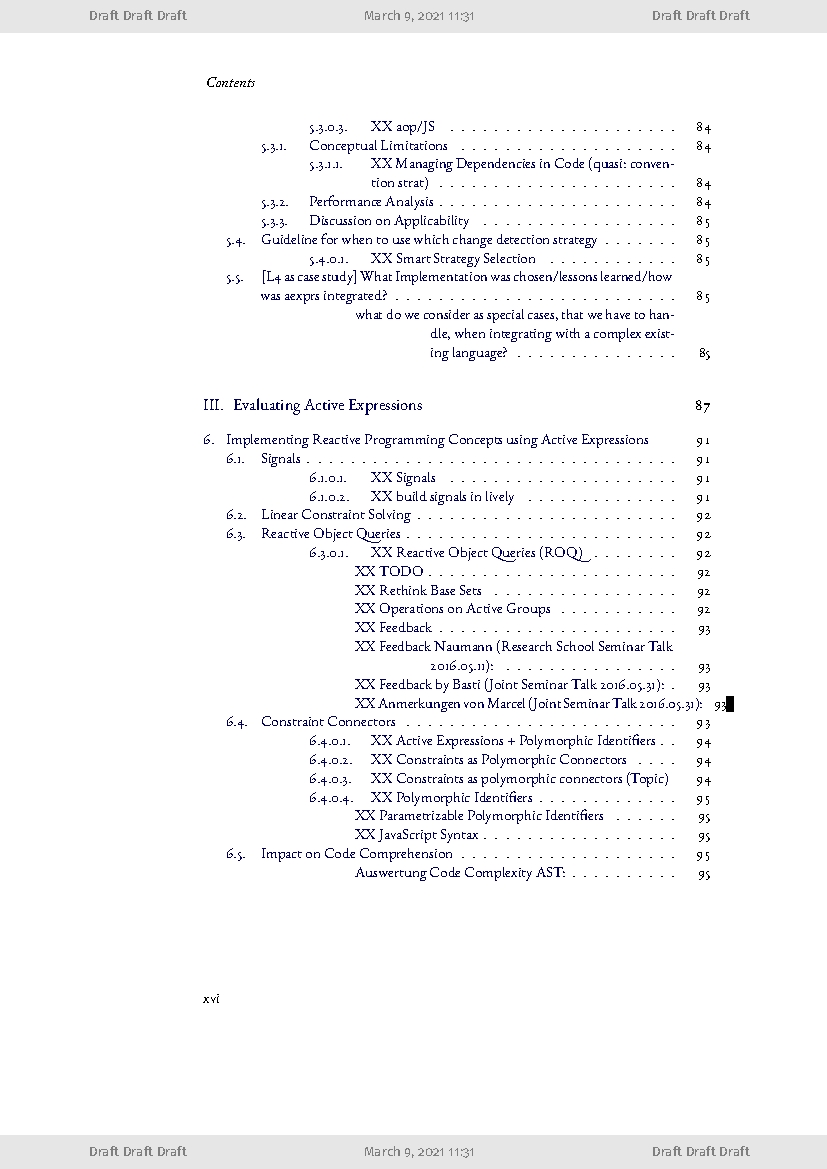 Draft Draft Draft March 9, 2021 11:31 Draft Draft Draft
Contents
5.3.0.3. XX aop/JS . . . . . . . . . . . . . . . . . . . . . 84
5.3.1. Conceptual Limitations . . . . . . . . . . . . . . . . . . . . 84
5.3.1.1. XX Managing Dependencies in Code (quasi: conven-
tion strat) . . . . . . . . . . . . . . . . . . . . . . 84
5.3.2. Performance Analysis . . . . . . . . . . . . . . . . . . . . . . 84
5.3.3. Discussion on Applicability . . . . . . . . . . . . . . . . . . 85
5.4. Guideline for when to use which change detection strategy . . . . . . . 85
5.4.0.1. XX Smart Strategy Selection . . . . . . . . . . . . 85
5.5. [L4 as case study] What Implementation was chosen/lessons learned/how
was aexprs integrated? . . . . . . . . . . . . . . . . . . . . . . . . . . 85
what do we consider as special cases, that we have to han-
dle, when integrating with a complex exist-
ing language? . . . . . . . . . . . . . . . 85
III. Evaluating Active Expressions 87
6. Implementing Reactive Programming Concepts using Active Expressions 91
6.1. Signals . . . . . . . . . . . . . . . . . . . . . . . . . . . . . . . . . . 91
6.1.0.1. XX Signals . . . . . . . . . . . . . . . . . . . . . 91
6.1.0.2. XX build signals in lively . . . . . . . . . . . . . . 91
6.2. Linear Constraint Solving . . . . . . . . . . . . . . . . . . . . . . . . 92
6.3. Reactive Object Queries . . . . . . . . . . . . . . . . . . . . . . . . . 92
6.3.0.1. XX Reactive Object Queries (ROQ) . . . . . . . . 92
XX TODO . . . . . . . . . . . . . . . . . . . . . . . 92
XX Rethink Base Sets . . . . . . . . . . . . . . . . . 92
XX Operations on Active Groups . . . . . . . . . . . 92
XX Feedback . . . . . . . . . . . . . . . . . . . . . . 93
XX Feedback Naumann (Research School Seminar Talk
2016.05.11): . . . . . . . . . . . . . . . . 93
XX Feedback by Basti (Joint Seminar Talk 2016.05.31): . 93
XX Anmerkungen von Marcel (Joint Seminar Talk 2016.05.31): 93
6.4. Constraint Connectors . . . . . . . . . . . . . . . . . . . . . . . . . 93
6.4.0.1. XX Active Expressions + Polymorphic Identifiers . . 94
6.4.0.2. XX Constraints as Polymorphic Connectors . . . . 94
6.4.0.3. XX Constraints as polymorphic connectors (Topic) 94
6.4.0.4. XX Polymorphic Identifiers . . . . . . . . . . . . . 95
XX Parametrizable Polymorphic Identifiers . . . . . . 95
XX JavaScript Syntax . . . . . . . . . . . . . . . . . . 95
6.5. Impact on Code Comprehension . . . . . . . . . . . . . . . . . . . . 95
Auswertung Code Complexity AST: . . . . . . . . . . 95
xvi
Draft Draft Draft March 9, 2021 11:31 Draft Draft Draft